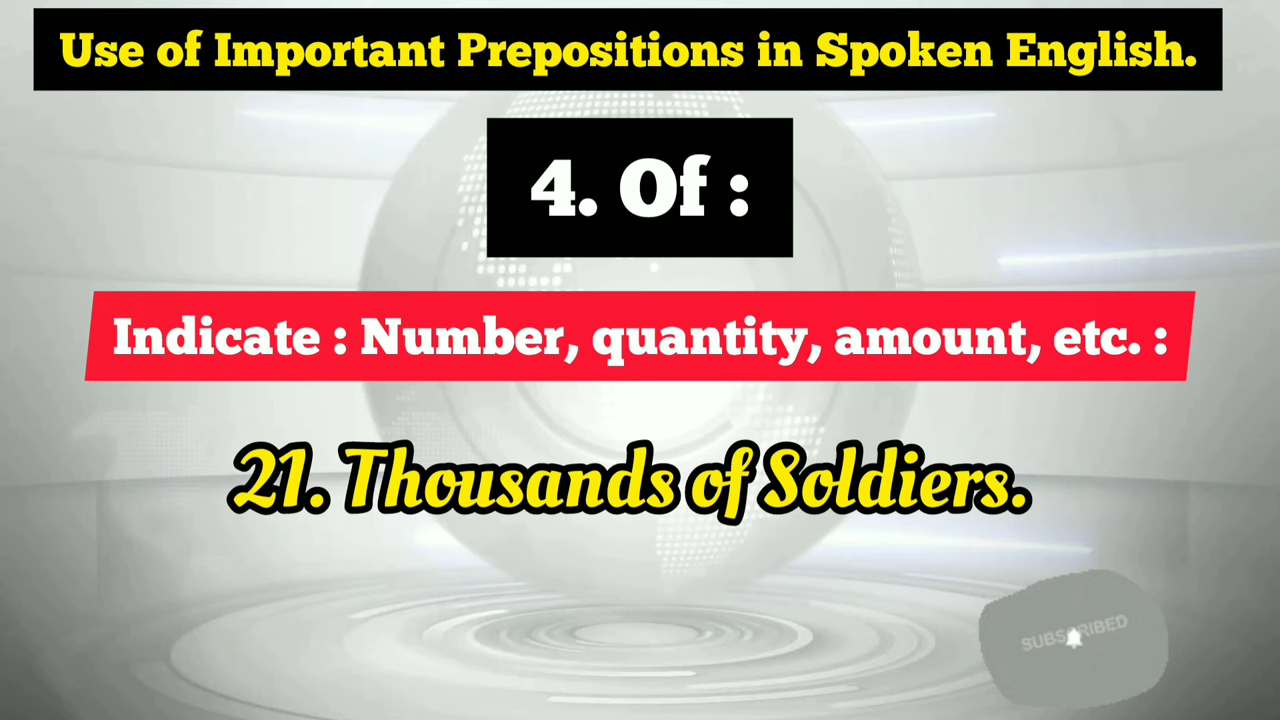 Use of Important Prepositions in Spoken English.
4. Of :
Indicate : Number, quantity, amount, etc. :
21. Thousands of Soldiers.
SUBSCRIBED